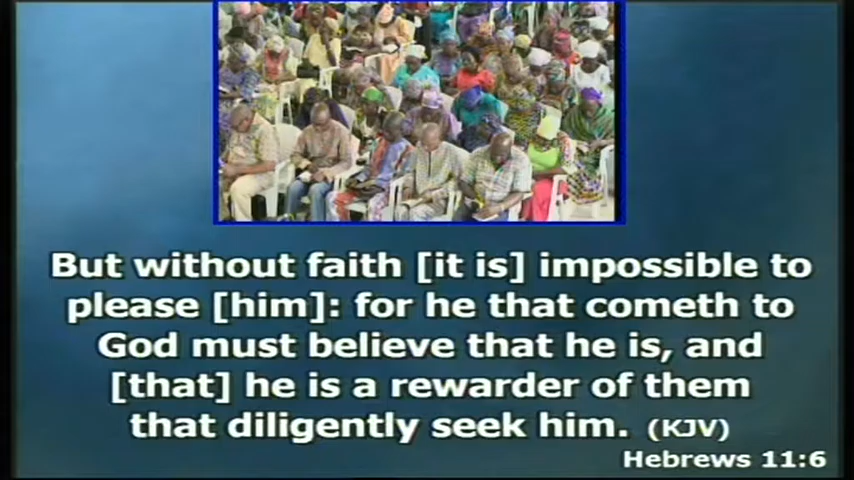 But without faith [it is] impossible to
please [him]: for he that cometh to
God must believe that he is, and
[that] he is a rewarder of them
that diligently seek him. (KJV)
Hebrews 11:6